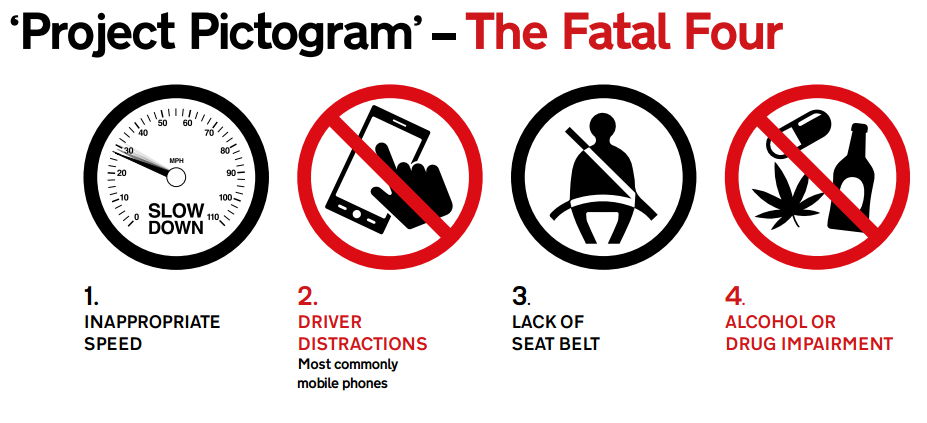 ‘Project Pictogram’ – The Fatal Four
50 60
40 70
30 MPH 80
20 90
10 100
0 SLOW 110
DOWN
1.
INAPPROPRIATE
SPEED
2.
DRIVER
DISTRACTIONS
Most commonly
mobile phones
3.
LACK OF
SEAT BELT
4.
ALCOHOL OR
DRUG IMPAIRMENT